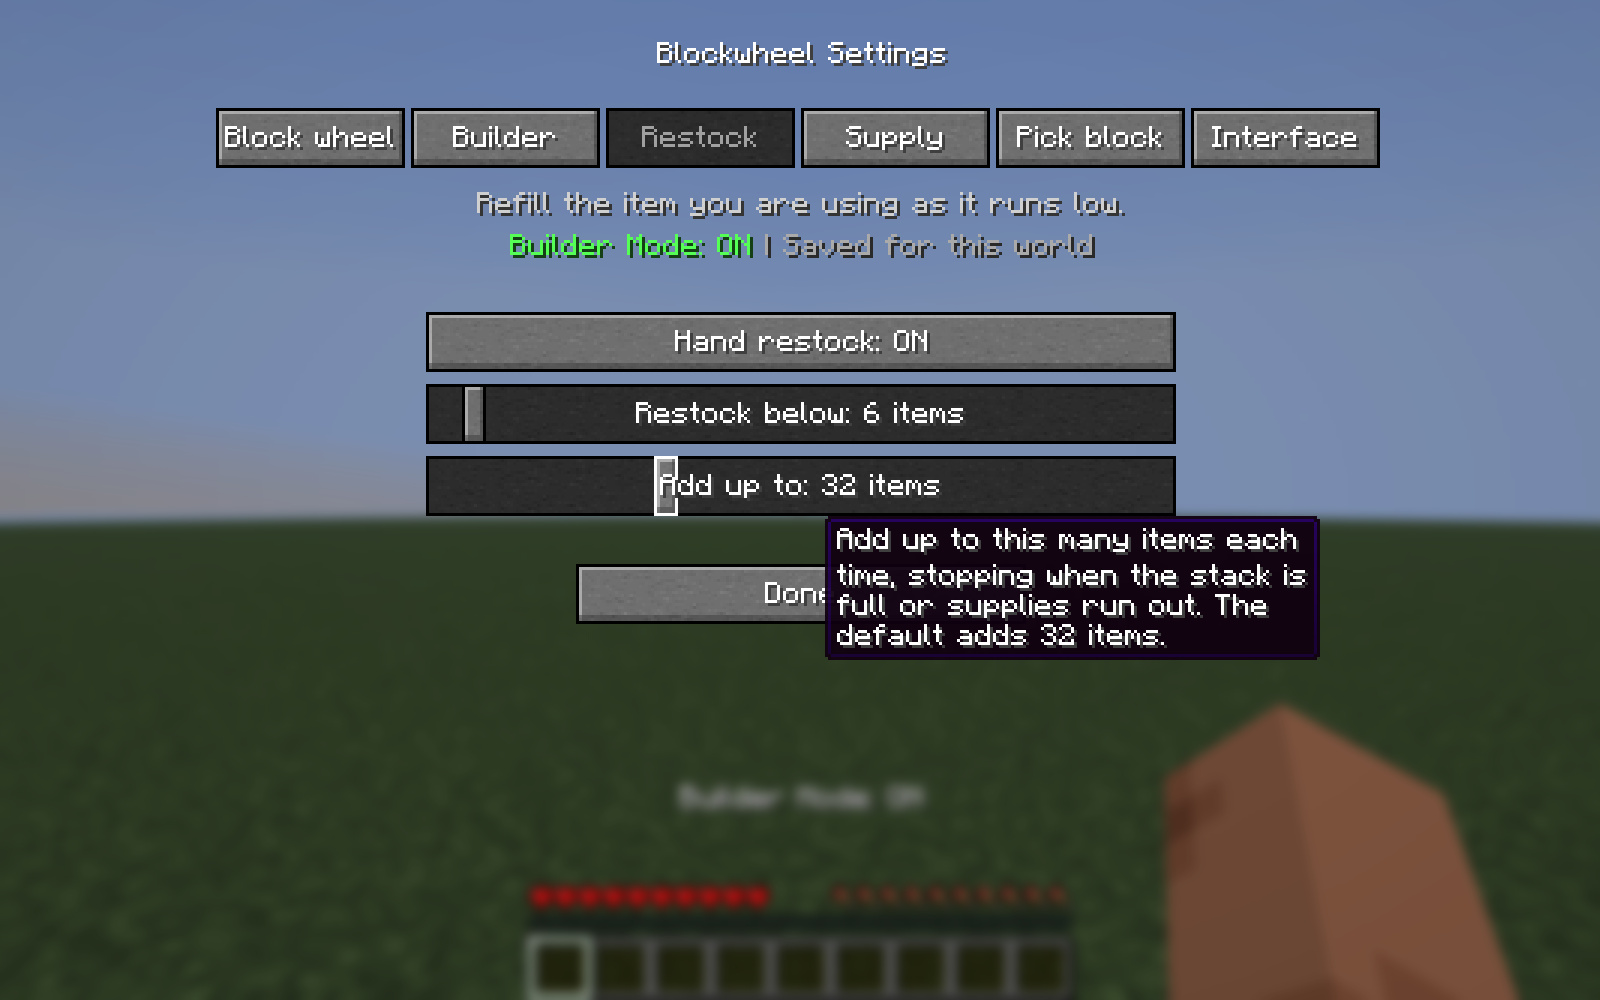 Blockwheel Settings
Block wheel Builder Restock Supply Pick block Interface
Refill the item you are using as it runs low.
Builder Mode: ON | Saved for this world
Hand restock: ON
Restock below: 6 items
Add up to: 32 items
Add up to this many items each
time, stopping when the stack is
full or supplies run out. The
default adds 32 items.
Done
Builder Mode: ON